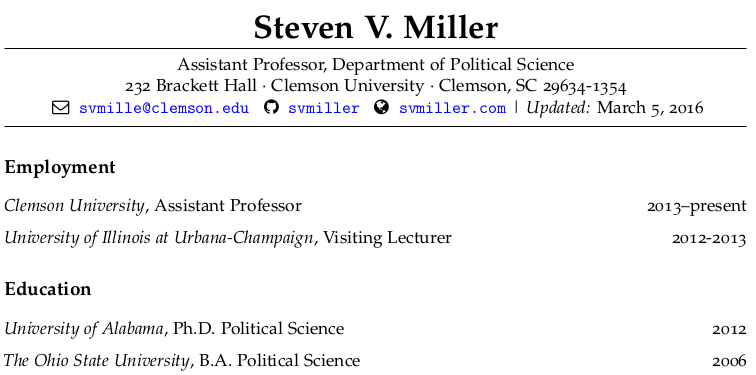 Steven V. Miller
Assistant Professor, Department of Political Science
232 Brackett Hall · Clemson University · Clemson, SC 29634-1354
svmille@clemson.edu svmiller svmiller.com | Updated: March 5, 2016
Employment
Clemson University, Assistant Professor 2013–present
University of Illinois at Urbana-Champaign, Visiting Lecturer 2012-2013
Education
University of Alabama, Ph.D. Political Science 2012
The Ohio State University, B.A. Political Science 2006